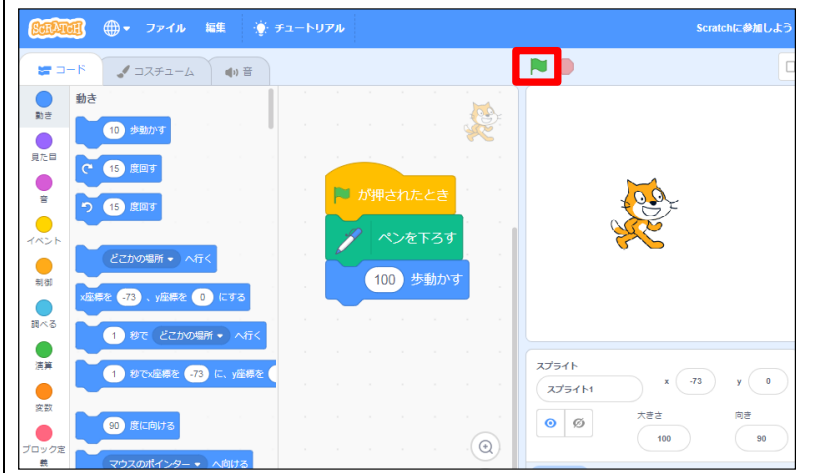 SCRATCH ファイル 編集 チュートリアル Scratchに参加しよう
コード コスチューム 音
動き
見た目
音
イベント
制御
調べる
演算
変数
ブロック定義
動き
10 歩動かす
15 度回す
15 度回す
どこかの場所 へ行く
x座標を -73 、y座標を 0 にする
1 秒で どこかの場所 へ行く
1 秒でx座標を -73 に、y座標を
90 度に向ける
マウスのポインター へ向ける
が押されたとき
ペンを下ろす
100 歩動かす
スプライト
スプライト1 x -73 y 0
大きさ 向き
100 90